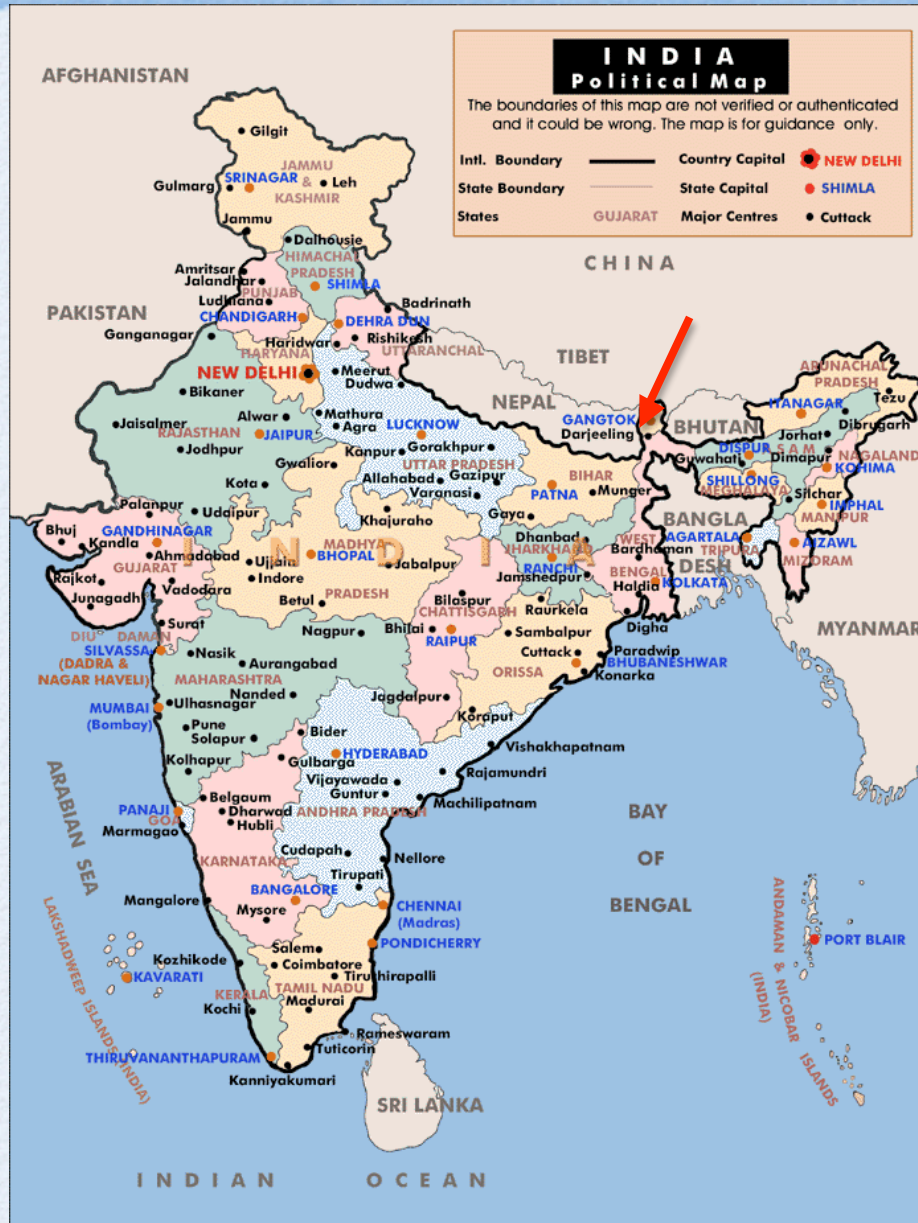 INDIA
Political Map
The boundaries of this map are not verified or authenticated
and it could be wrong. The map is for guidance only.
Intl. Boundary
Country Capital
NEW DELHI
State Boundary
State Capital
SHIMLA
States
GUJARAT
Major Centres
Cuttack
AFGHANISTAN
Gilgit
JAMMU
&
KASHMIR
SRINAGAR
Leh
Gulmarg
Jammu
Dalhousie
HIMACHAL
PRADESH
SHIMLA
CHINA
Amritsar
Jalandhar
PUNJAB
Ludhiana
PAKISTAN
CHANDIGARH
DEHRA DUN
Badrinath
Ganganagar
Haridwar
Rishikesh
UTTARANCHAL
HARYANA
TIBET
NEW DELHI
Meerut
Dudwa
ARUNACHAL
PRADESH
Tezu
Bikaner
NEPAL
Alwar
Mathura
LUCKNOW
GANGTOK
BHUTAN
ITANAGAR
Dibrugarh
Jaisalmer
RAJASTHAN
JAIPUR
Agra
Darjeeling
Jorhat
Jodhpur
Kanpur
Gorakhpur
DISPUR
SAM
NAGALAND
Gwalior
UTTAR PRADESH
BIHAR
Guwahati
Dimapur
KOHIMA
Kota
Allahabad
Gazipur
SHILLONG
Varanasi
PATNA
Munger
MEGHALAYA
Silchar
IMPHAL
Palanpur
Udaipur
Khajuraho
Gaya
BANGLA
DESH
MANIPUR
Bhuj
GANDHINAGAR
INDIA
MADHYA
Dhanbad
WEST
AGARTALA
AIZAWL
Kandla
Ahmadabad
Ujjain
BHOPAL
Jabalpur
JHARKHAND
Bardhaman
TRIPURA
GUJARAT
RANCHI
MIZORAM
Rajkot
Indore
Jamshedpur
BENGAL
KOLKATA
Junagadh
Vadodara
Betul
PRADESH
Bilaspur
Haldia
CHATTISGARH
Raurkela
Surat
Nagpur
Bhilai
RAIPUR
Sambalpur
Digha
MYANMAR
DIU DAMAN
SILVASSA
(DADRA &
NAGAR HAVELI)
Nasik
Aurangabad
Cuttack
Paradwip
BHUBANESHWAR
MAHARASHTRA
ORISSA
Konarka
Nanded
Jagdalpur
MUMBAI
(Bombay)
Ulhasnagar
Koraput
Pune
Solapur
Bider
Vishakhapatnam
HYDERABAD
Kolhapur
Gulbarga
Rajamundri
ARABIAN SEA
Vijayawada
Guntur
Belgaum
Machilipatnam
PANAJI
GOA
Dharwad
ANDHRA PRADESH
BAY
OF
BENGAL
Marmagao
Hubli
Cudapah
Nellore
KARNATAKA
Tirupati
BANGALORE
CHENNAI
(Madras)
Mangalore
Mysore
PONDICHERRY
LAKSHADWEEP ISLANDS (INDIA)
PORT BLAIR
ANDAMAN & NICOBAR ISLANDS
(INDIA)
Salem
Kozhikode
Coimbatore
KAVARATI
Tiruthirapalli
KERALA
TAMIL NADU
Kochi
Madurai
Rameswaram
Tuticorin
THIRUVANANTHAPURAM
Kanniyakumari
SRI LANKA
INDIAN OCEAN